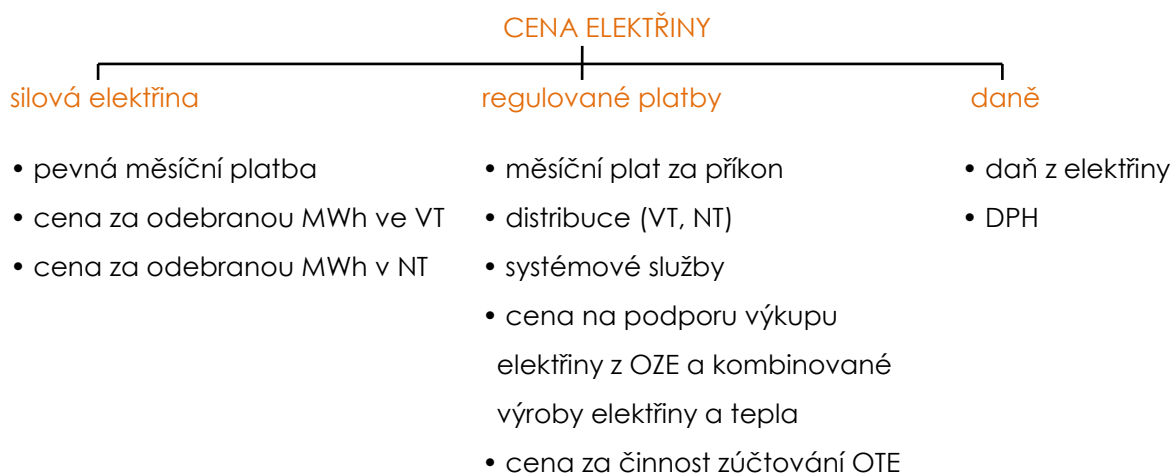 CENA ELEKTŘINY
silová elektřina
• pevná měsíční platba
• cena za odebranou MWh ve VT
• cena za odebranou MWh v NT
regulované platby
• měsíční plat za příkon
• distribuce (VT, NT)
• systémové služby
• cena na podporu výkupu
elektřiny z OZE a kombinované
výroby elektřiny a tepla
• cena za činnost zúčtování OTE
daně
• daň z elektřiny
• DPH